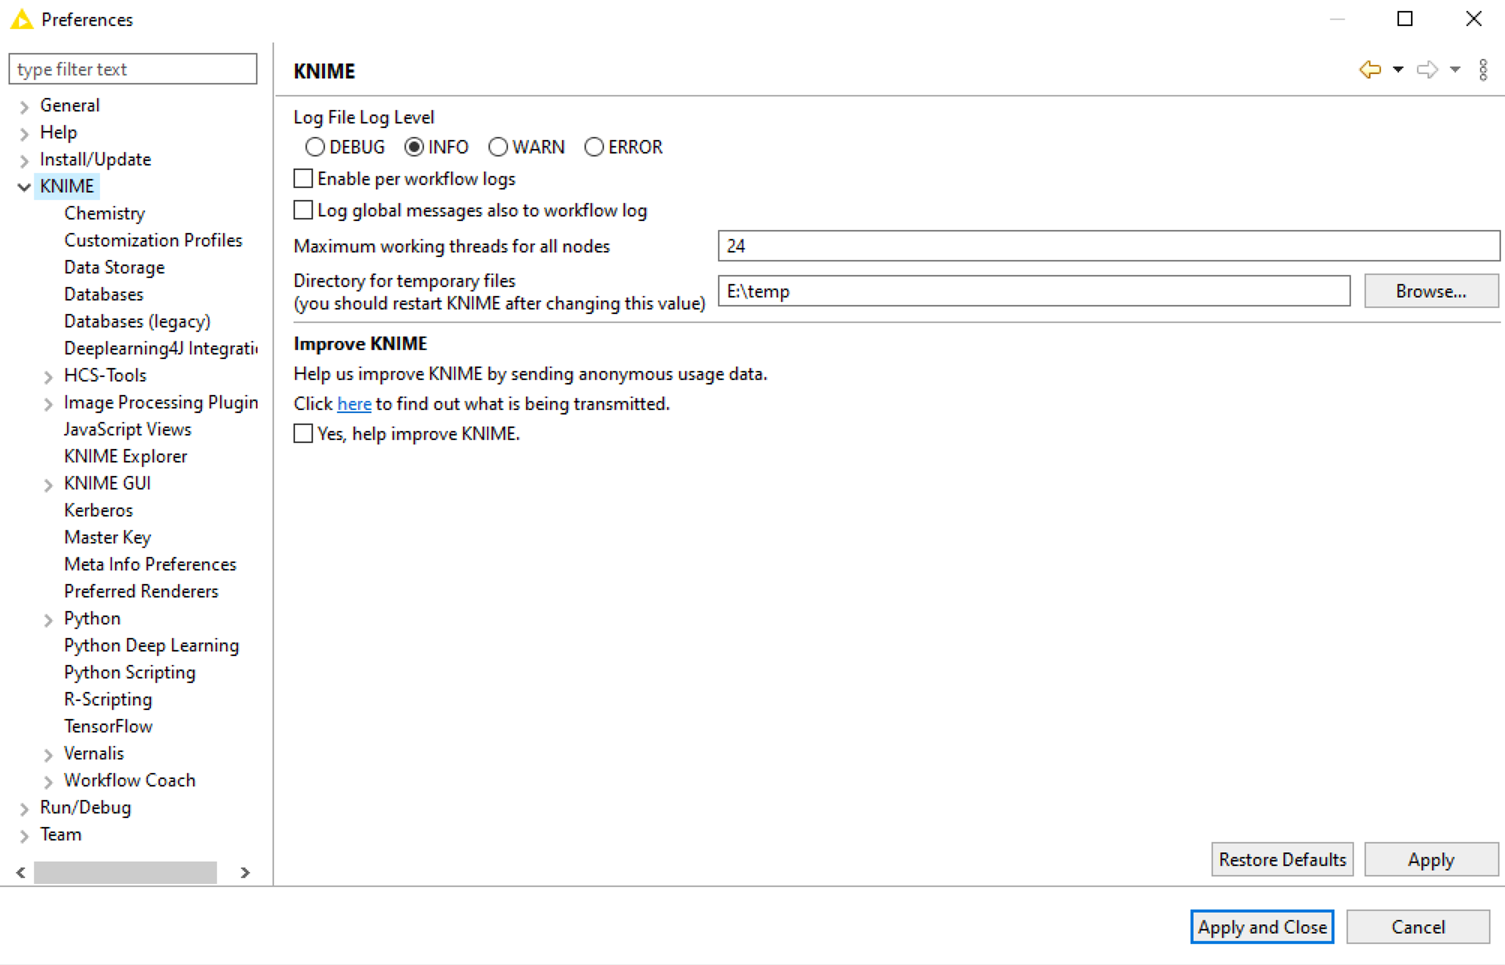 Preferences
type filter text
General
Help
Install/Update
KNIME
Chemistry
Customization Profiles
Data Storage
Databases
Databases (legacy)
Deeplearning4J Integratio
HCS-Tools
Image Processing Plugin
JavaScript Views
KNIME Explorer
KNIME GUI
Kerberos
Master Key
Meta Info Preferences
Preferred Renderers
Python
Python Deep Learning
Python Scripting
R-Scripting
TensorFlow
Vernalis
Workflow Coach
Run/Debug
Team
KNIME
Log File Log Level
DEBUG INFO WARN ERROR
Enable per workflow logs
Log global messages also to workflow log
Maximum working threads for all nodes 24
Directory for temporary files
(you should restart KNIME after changing this value) E:\temp Browse...
Improve KNIME
Help us improve KNIME by sending anonymous usage data.
Click here to find out what is being transmitted.
Yes, help improve KNIME.
Restore Defaults Apply
Apply and Close Cancel